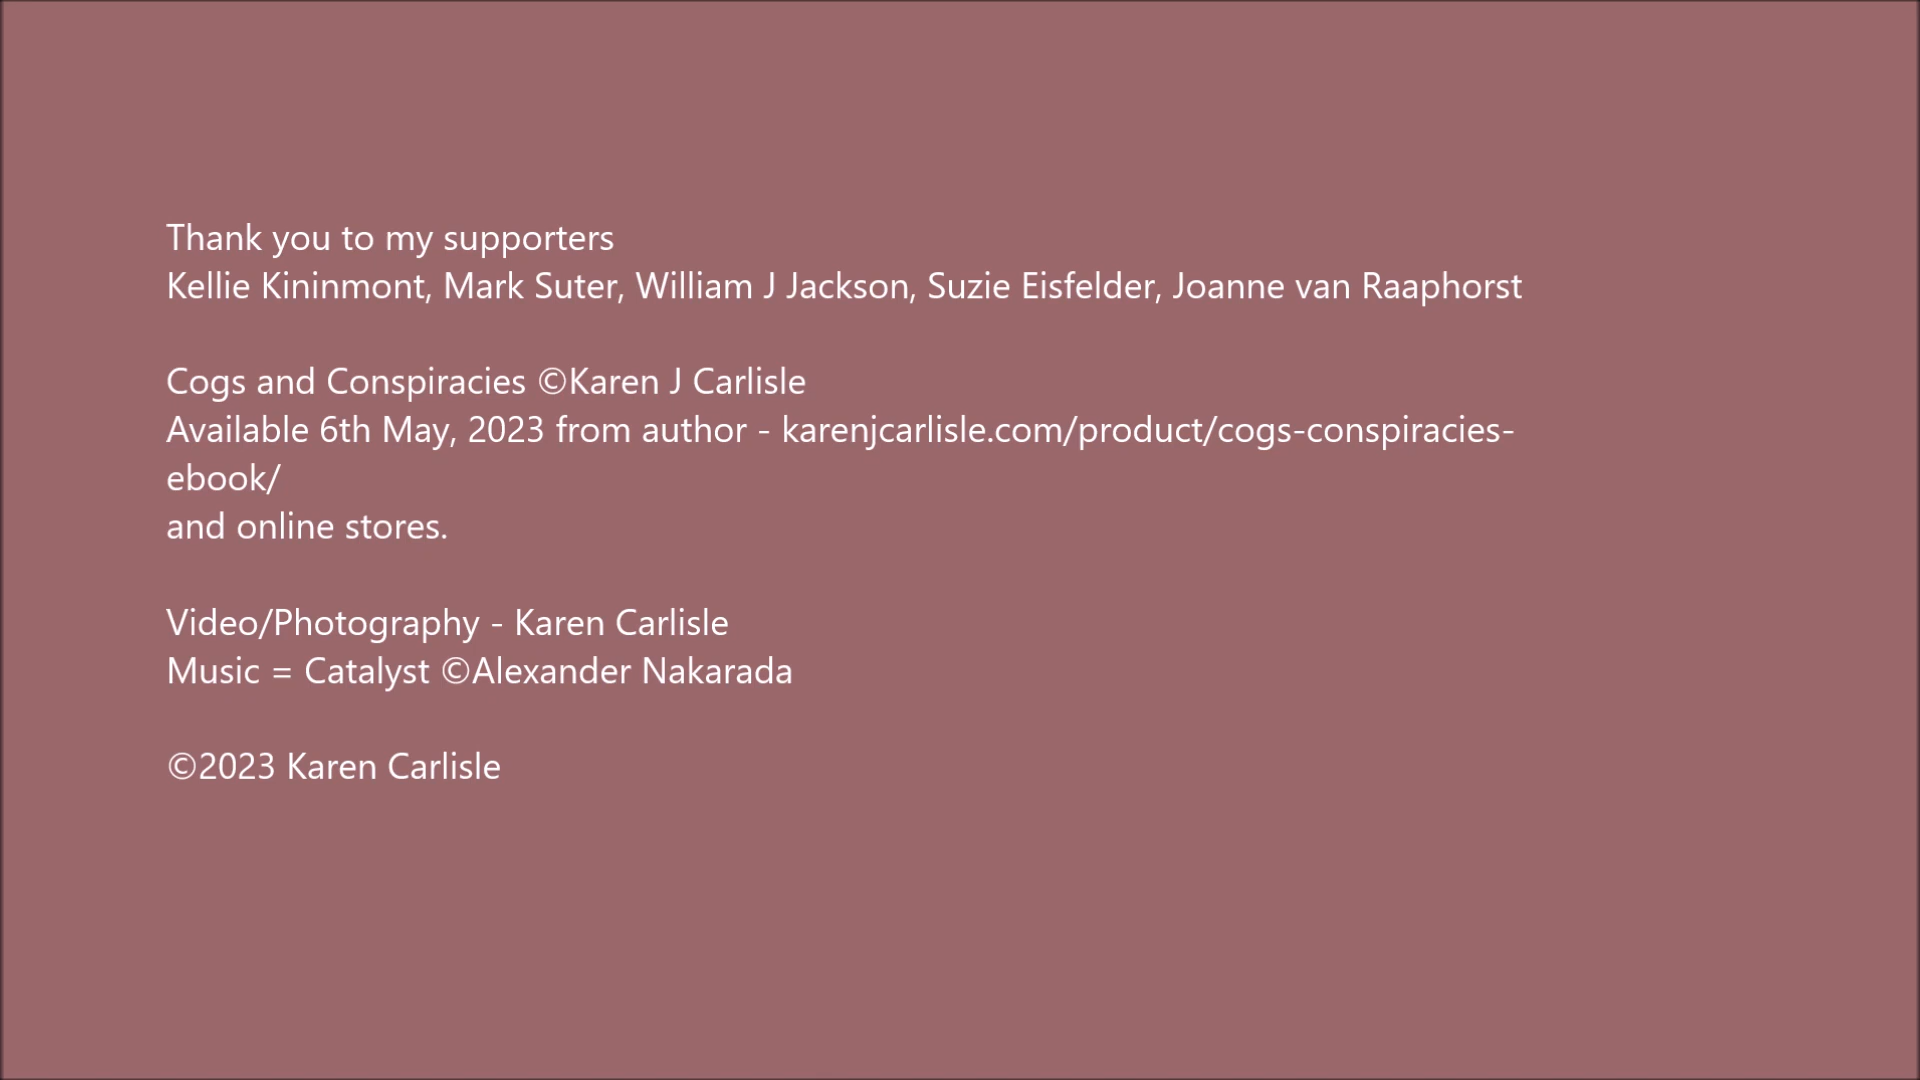 Thank you to my supporters
Kellie Kininmont, Mark Suter, William J Jackson, Suzie Eisfelder, Joanne van Raaphorst
Cogs and Conspiracies ©Karen J Carlisle
Available 6th May, 2023 from author - karenjcarlisle.com/product/cogs-conspiracies-
ebook/
and online stores.
Video/Photography - Karen Carlisle
Music = Catalyst ©Alexander Nakarada
©2023 Karen Carlisle